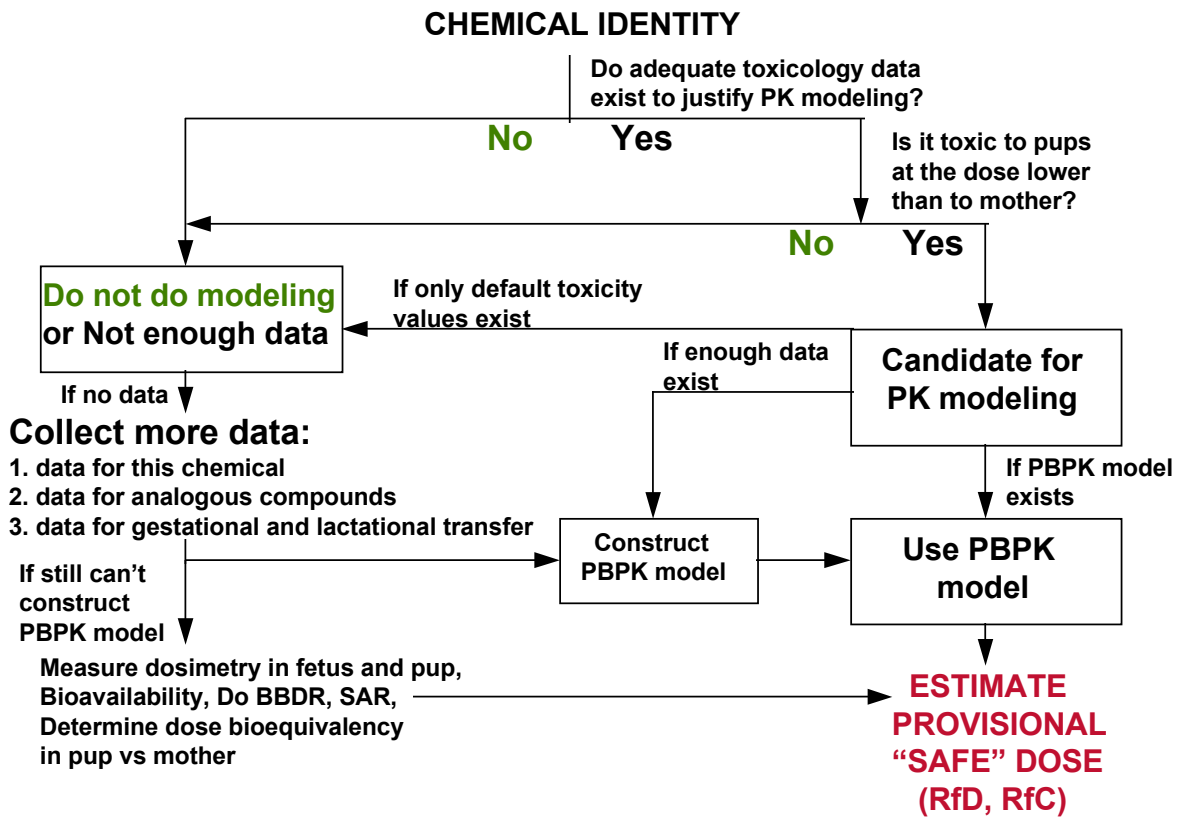 CHEMICAL IDENTITY
Do adequate toxicology data
exist to justify PK modeling?
No
Yes
Is it toxic to pups
at the dose lower
than to mother?
No
Yes
Do not do modeling
or Not enough data
If only default toxicity
values exist
If enough data
exist
Candidate for
PK modeling
If no data
Collect more data:
1. data for this chemical
2. data for analogous compounds
3. data for gestational and lactational transfer
If PBPK model
exists
Construct
PBPK model
Use PBPK
model
If still can’t
construct
PBPK model
Measure dosimetry in fetus and pup,
Bioavailability, Do BBDR, SAR,
Determine dose bioequivalency
in pup vs mother
ESTIMATE
PROVISIONAL
“SAFE” DOSE
(RfD, RfC)